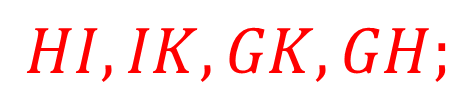 HI, IK, GK, GH;